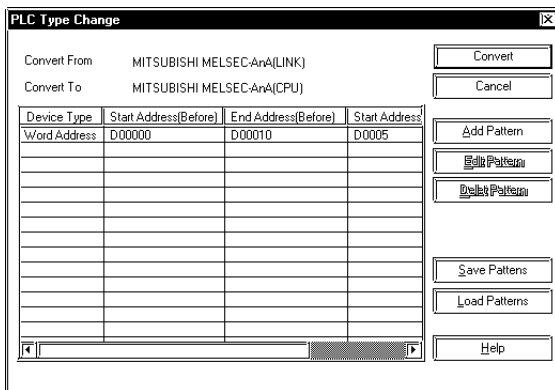 PLC Type Change
Convert From MITSUBISHI MELSEC-AnA(LINK)
Convert To MITSUBISHI MELSEC-AnA(CPU)
Device Type Start Address(Before) End Address(Before) Start Address
Word Address D00000 D00010 D0005
Convert
Cancel
Add Pattern
Edit Pattern
Delet Pattern
Save Pattens
Load Patterns
Help